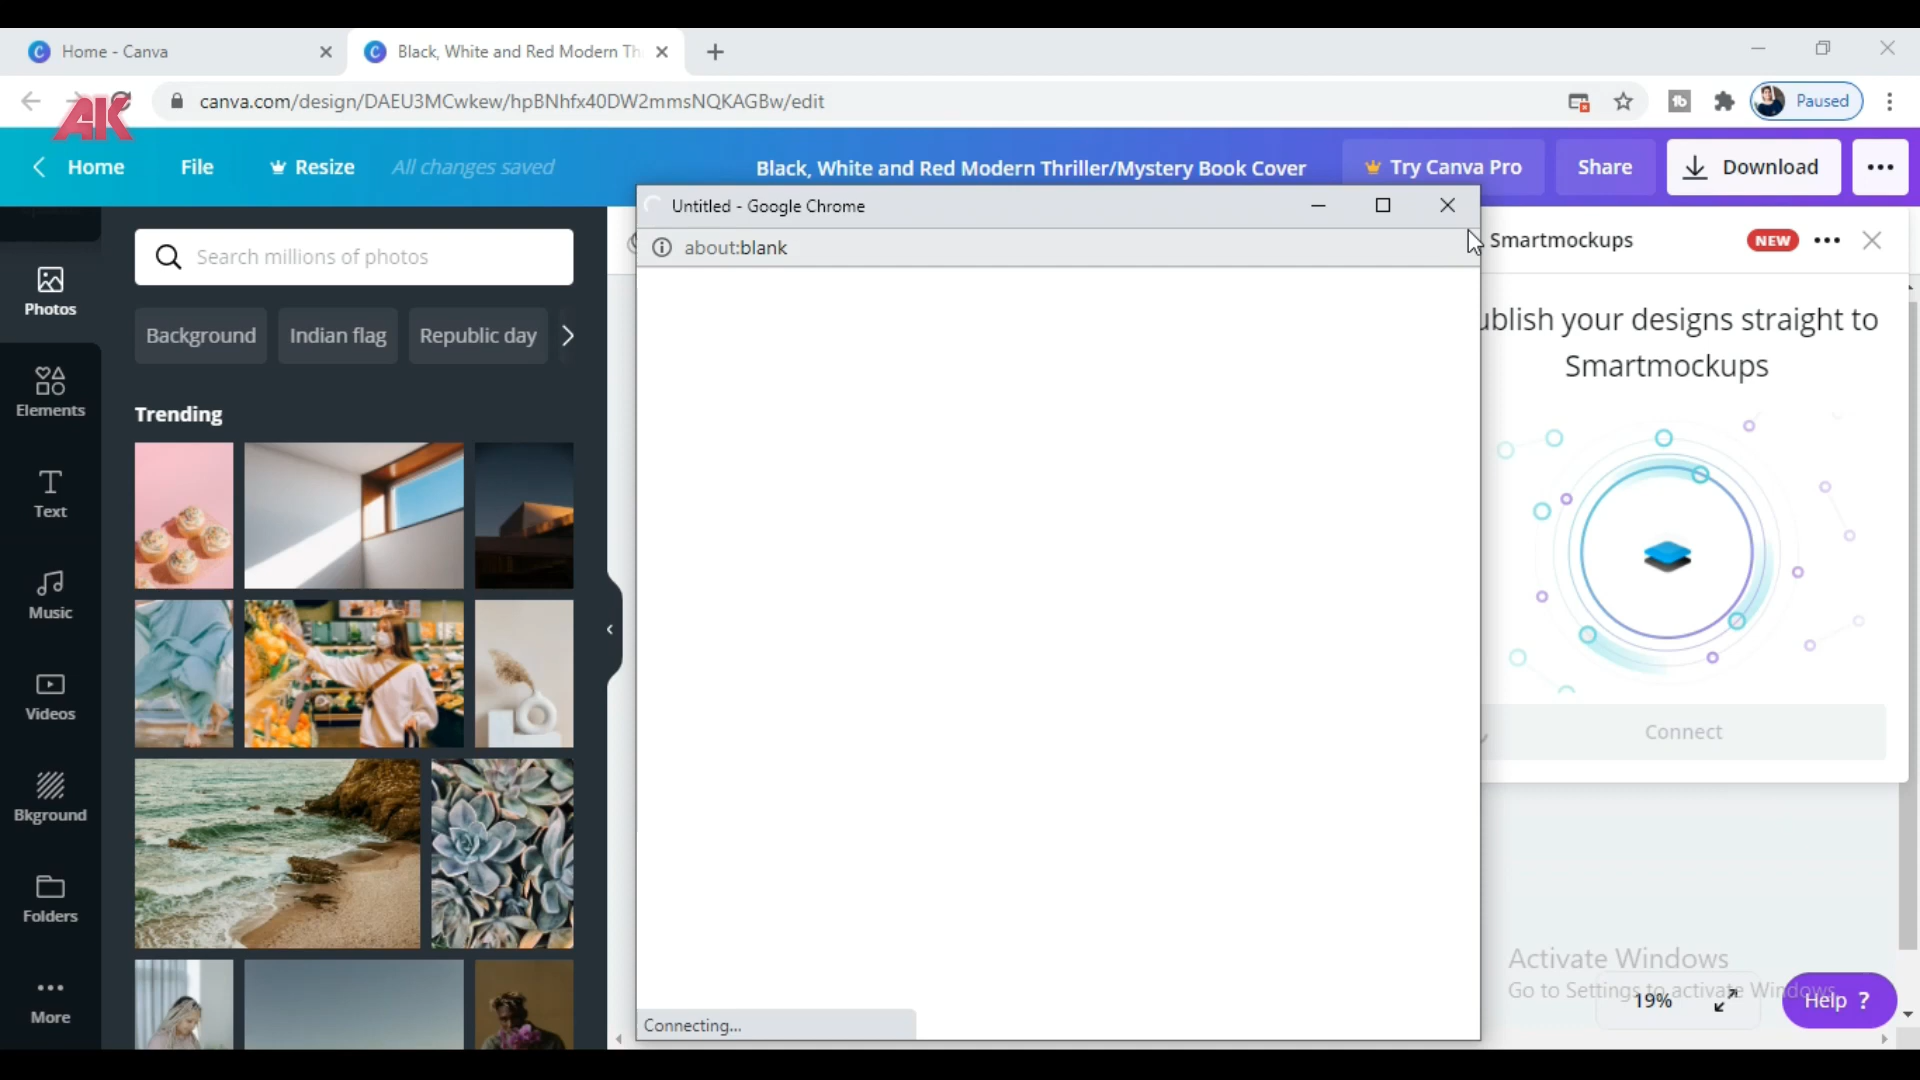 Home - Canva
Black, White and Red Modern Th
canva.com/design/DAEU3MCwkew/hpBNhfx40DW2mmsNQKAGBw/edit
Paused
AK
Home
File
Resize
All changes saved
Black, White and Red Modern Thriller/Mystery Book Cover
Try Canva Pro
Share
Download
Untitled - Google Chrome
about:blank
Smartmockups
NEW
Search millions of photos
Photos
Background
Indian flag
Republic day
ublish your designs straight to
Smartmockups
Elements
Trending
Text
Music
Videos
Connect
Bkground
Folders
More
Connecting...
Activate Windows
Go to Settings to activate Windows.
19%
Help ?